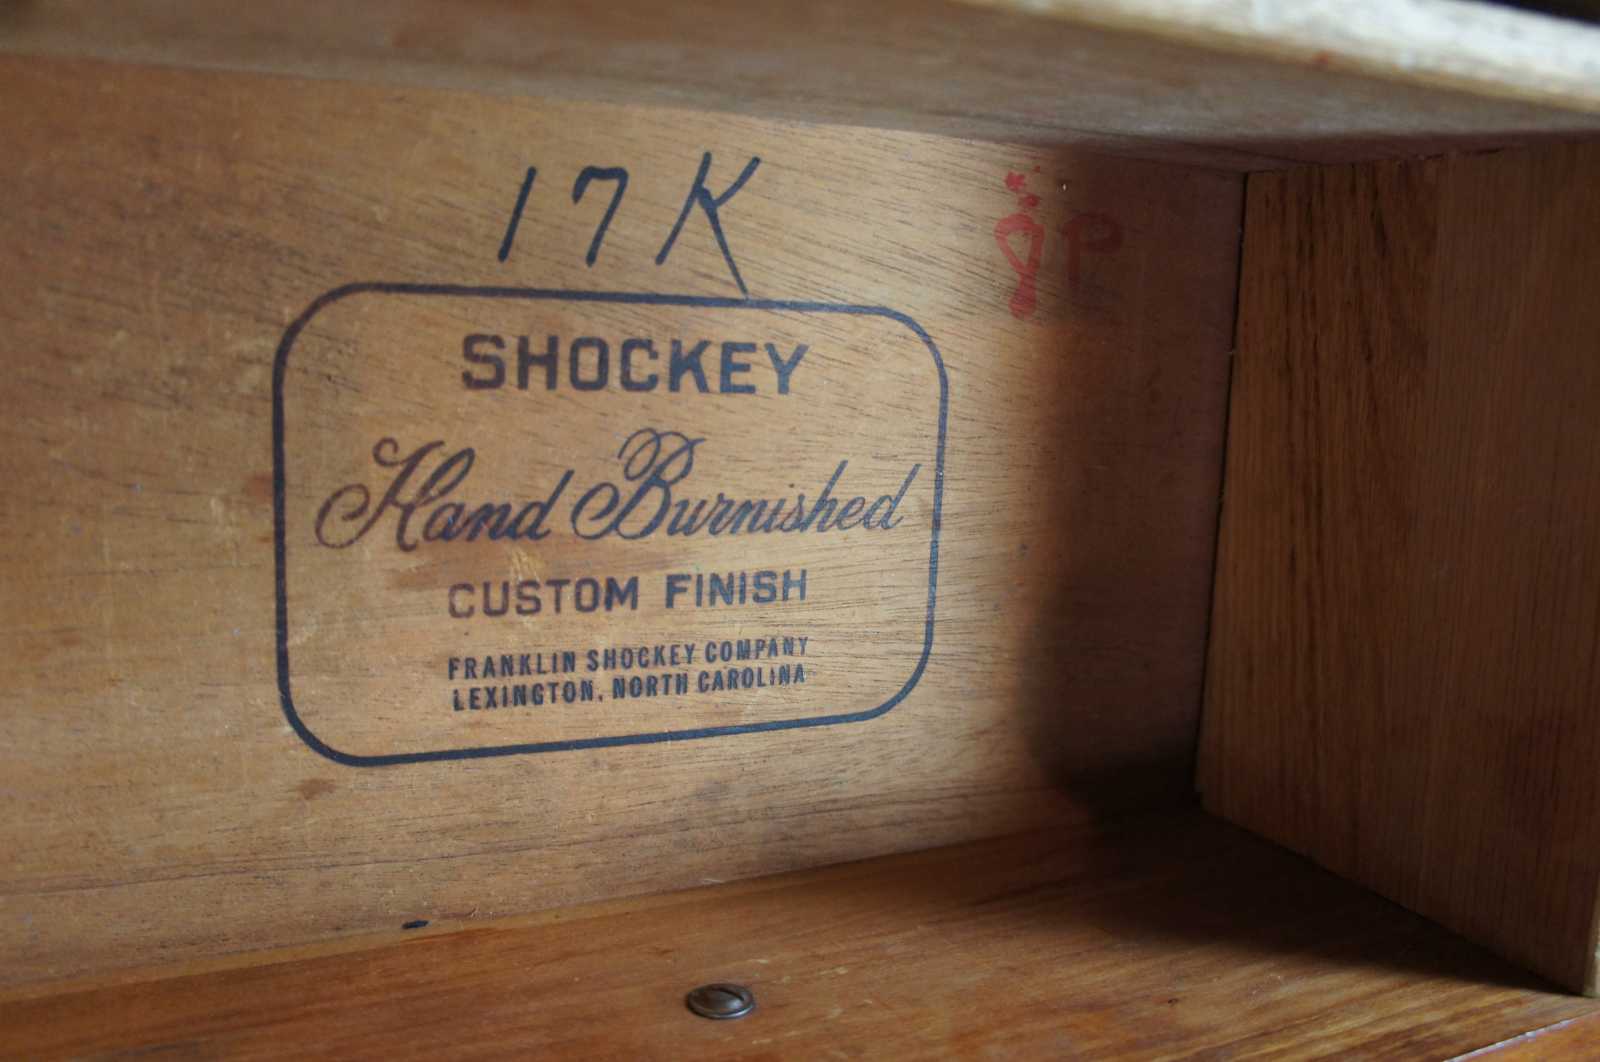 17K
SHOCKEY
Hand Burnished
CUSTOM FINISH
FRANKLIN SHOCKEY COMPANY
LEXINGTON, NORTH CAROLINA